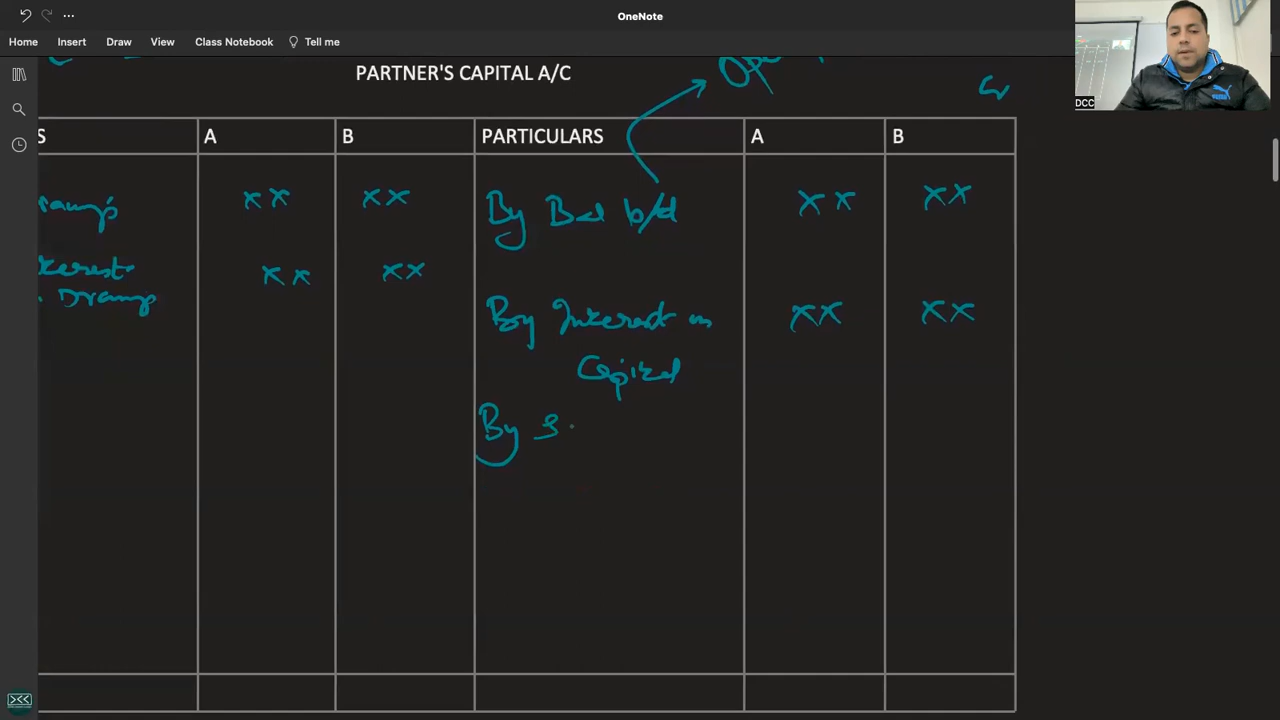 OneNote
Home Insert Draw View Class Notebook Tell me
PARTNER'S CAPITAL A/C
S A B PARTICULARS A B
xx xx By Bal b/d xx xx
xx xx By Interest on xx xx
Capital
By S
DCC